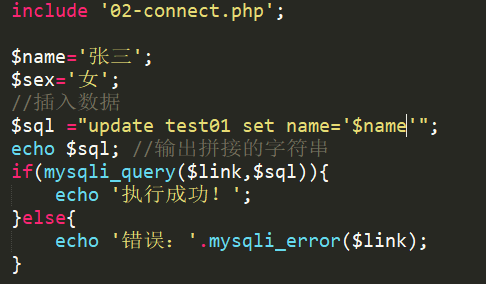 include '02-connect.php';
$name='张三';
$sex='女';
//插入数据
$sql ="update test01 set name='$name'";
echo $sql; //输出拼接的字符串
if(mysqli_query($link,$sql)){
echo '执行成功！';
}else{
echo '错误：'.mysqli_error($link);
}